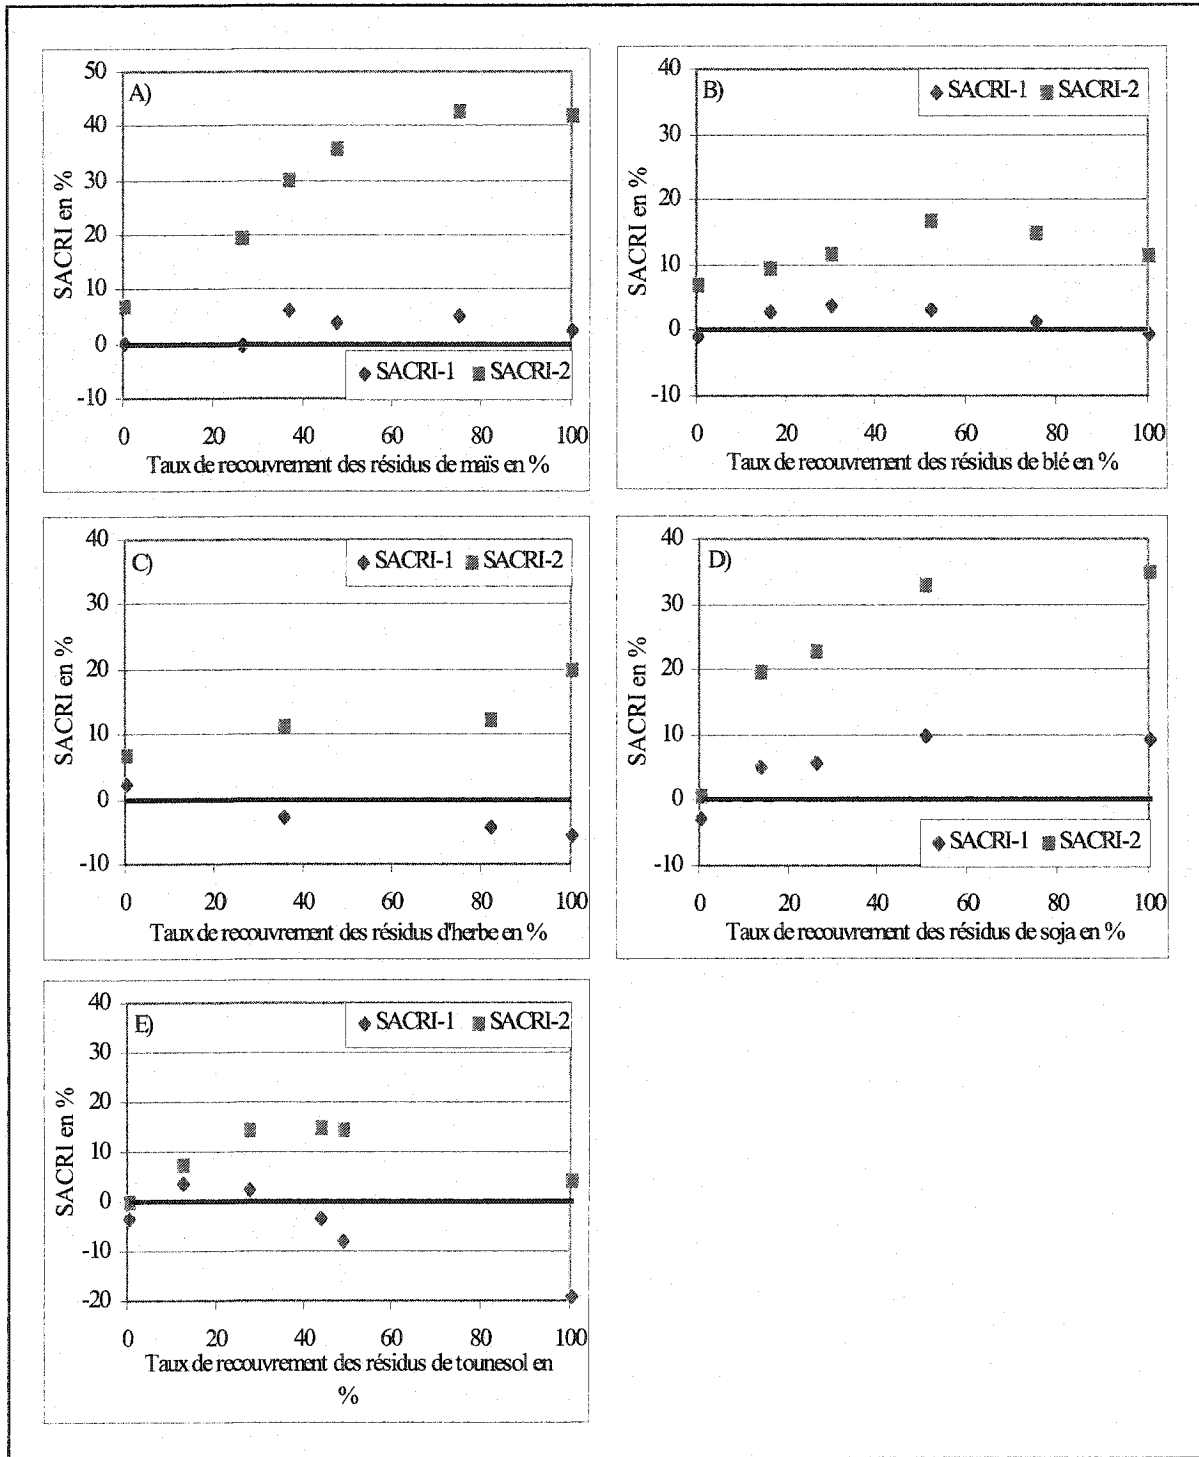 A)
SACRI en %
50
40
30
20
10
0
-10
SACRI-1 SACRI-2
0 20 40 60 80 100
Taux de recouvrement des résidus de maïs en %
B)
SACRI-1 SACRI-2
SACRI en %
40
30
20
10
0
-10
0 20 40 60 80 100
Taux de recouvrement des résidus de blé en %
C)
SACRI-1 SACRI-2
SACRI en %
40
30
20
10
0
-10
0 20 40 60 80 100
Taux de recouvrement des résidus d'herbe en %
D)
SACRI en %
40
30
20
10
0
-10
SACRI-1 SACRI-2
0 20 40 60 80 100
Taux de recouvrement des résidus de soja en %
E)
SACRI-1 SACRI-2
SACRI en %
40
30
20
10
0
-10
-20
0 20 40 60 80 100
Taux de recouvrement des résidus de tounesol en
%